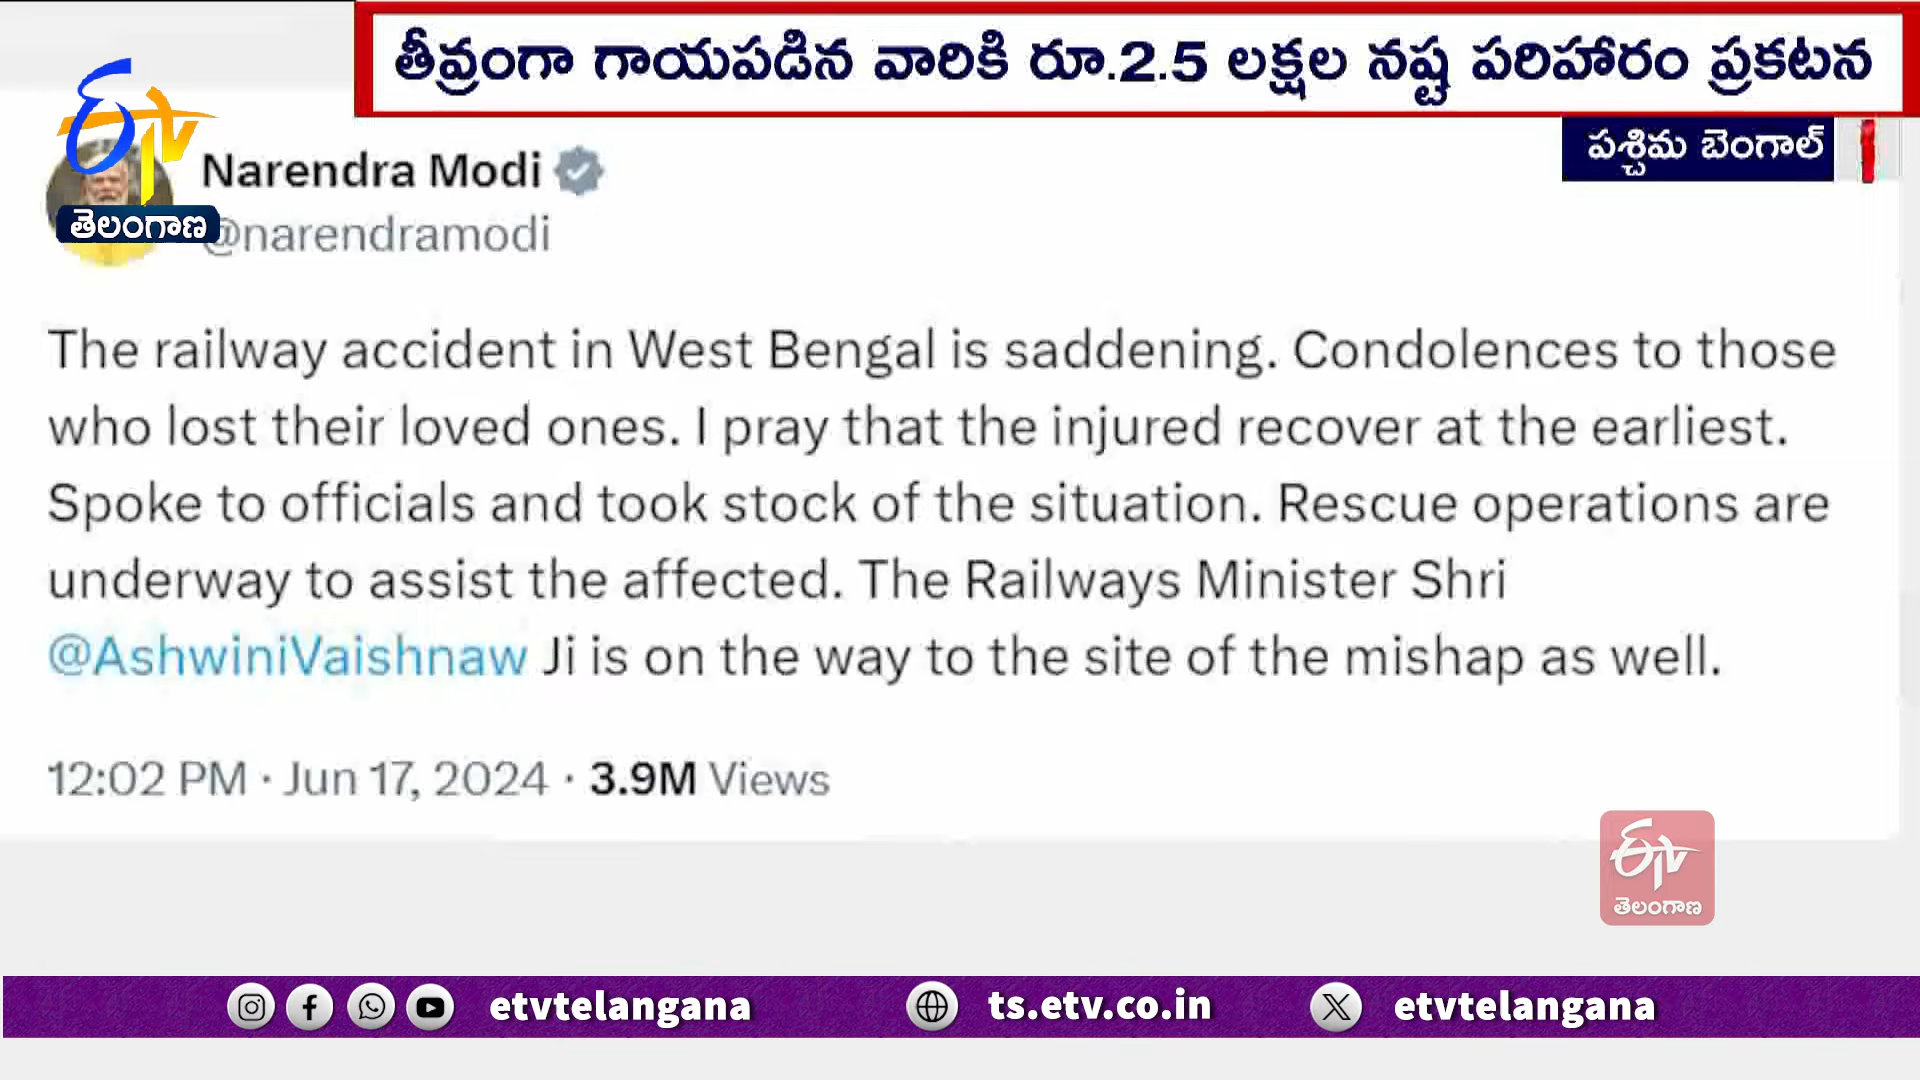 తీవ్రంగా గాయపడిన వారికి రూ.2.5 లక్షల నష్ట పరిహారం ప్రకటన
పశ్చిమ బెంగాల్
ETV
తెలంగాణ
Narendra Modi
@narendramodi
The railway accident in West Bengal is saddening. Condolences to those
who lost their loved ones. I pray that the injured recover at the earliest.
Spoke to officials and took stock of the situation. Rescue operations are
underway to assist the affected. The Railways Minister Shri
@AshwiniVaishnaw Ji is on the way to the site of the mishap as well.
12:02 PM · Jun 17, 2024 · 3.9M Views
ETV
తెలంగాణ
etvtelangana
ts.etv.co.in
etvtelangana